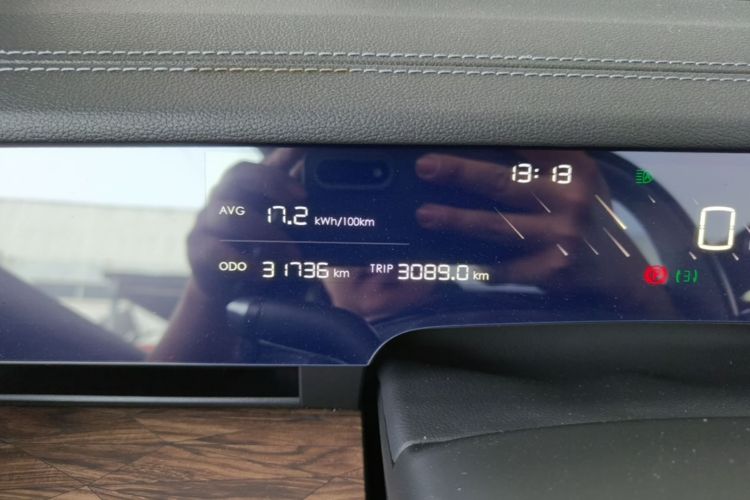 13:13
AVG 17.2 kWh/100km
0
ODO 31736 km TRIP 3089.0 km
(3)